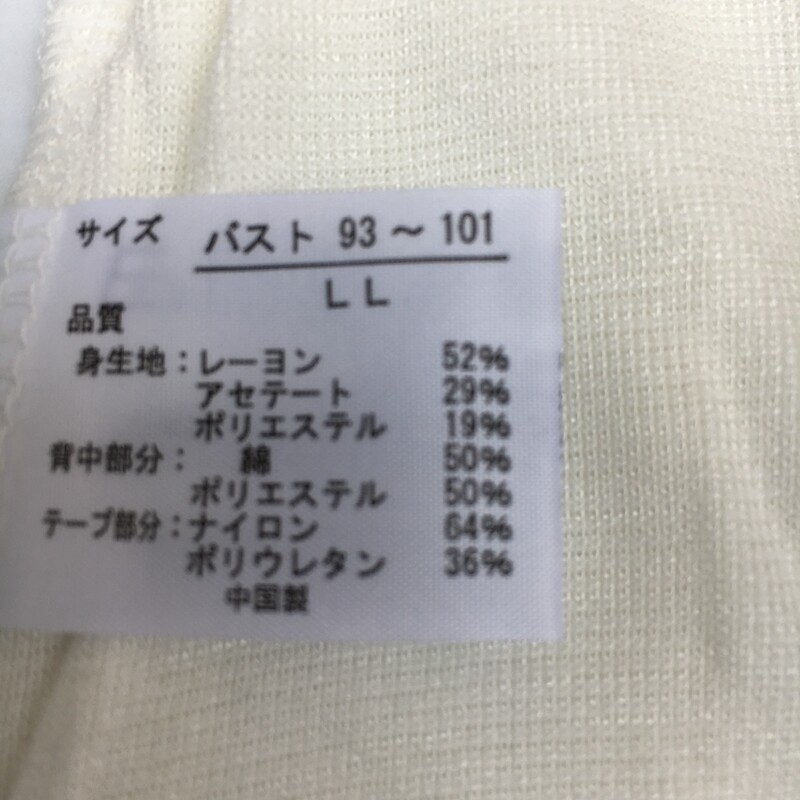 サイズ バスト 93～101
LL
品質
身生地：レーヨン 52%
アセテート 29%
ポリエステル 19%
背中部分： 綿 50%
ポリエステル 50%
テープ部分：ナイロン 64%
ポリウレタン 36%
中国製